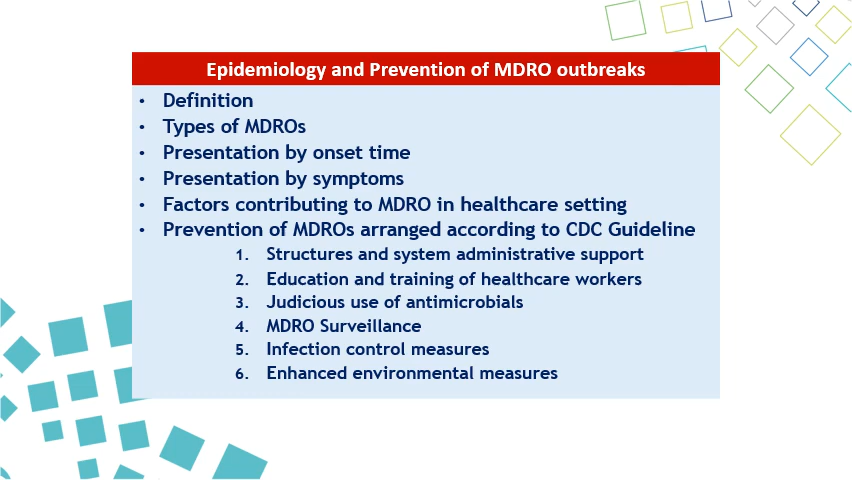 Epidemiology and Prevention of MDRO outbreaks
• Definition
• Types of MDROs
• Presentation by onset time
• Presentation by symptoms
• Factors contributing to MDRO in healthcare setting
• Prevention of MDROs arranged according to CDC Guideline
1. Structures and system administrative support
2. Education and training of healthcare workers
3. Judicious use of antimicrobials
4. MDRO Surveillance
5. Infection control measures
6. Enhanced environmental measures